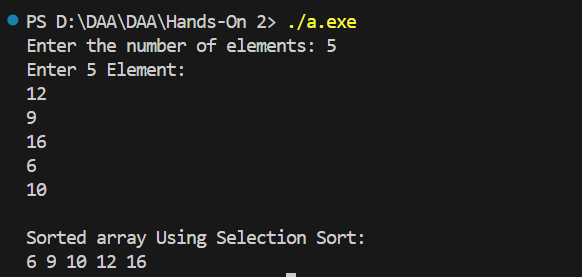 PS D:\DAA\DAA\Hands-On 2> ./a.exe
Enter the number of elements: 5
Enter 5 Element:
12
9
16
6
10
Sorted array Using Selection Sort:
6 9 10 12 16